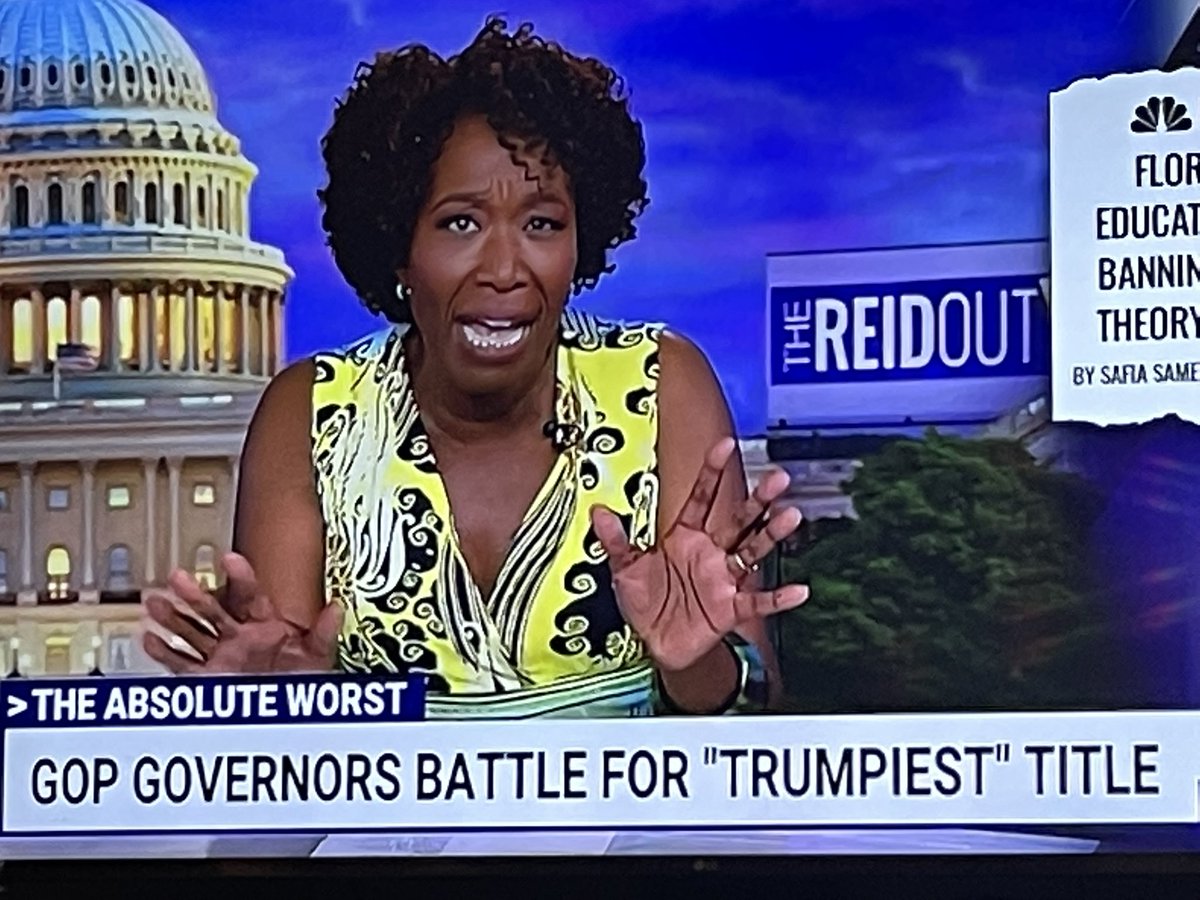 THE REIDOUT
FLOR
EDUCAT
BANNIN
THEORY
BY SAFIA SAME
>THE ABSOLUTE WORST
GOP GOVERNORS BATTLE FOR "TRUMPIEST" TITLE